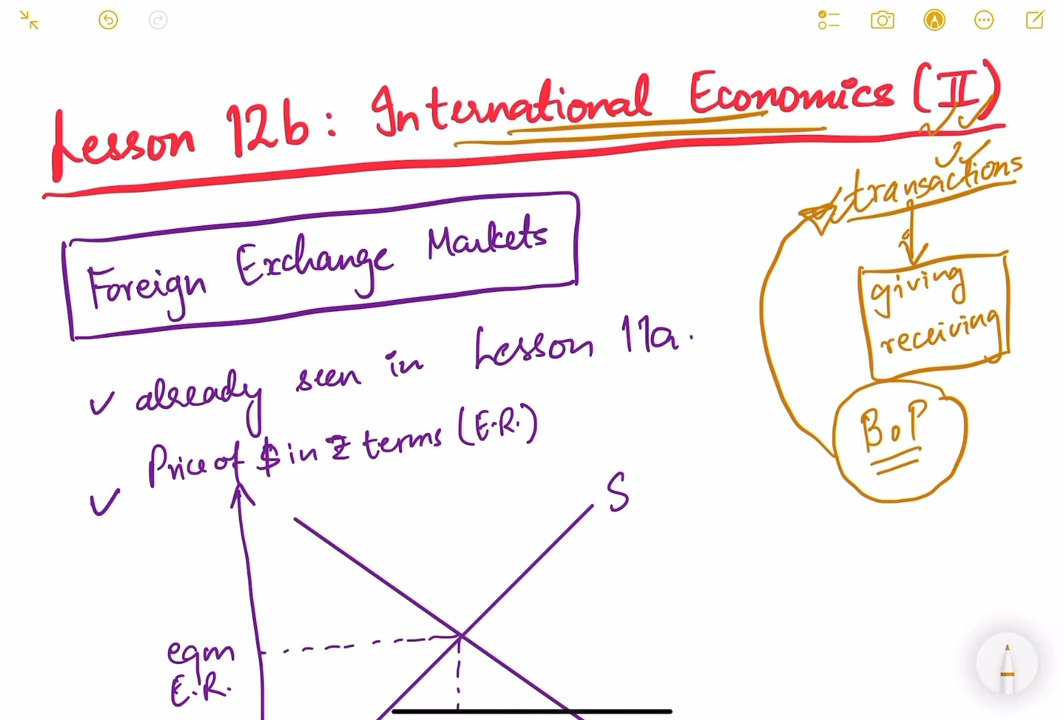 Lesson 12b: International Economics (II)
transactions
giving
receiving
BoP
Foreign Exchange Markets
already seen in Lesson 11a.
Price of $ in ₹ terms (E.R.)
S
eqm
E.R.